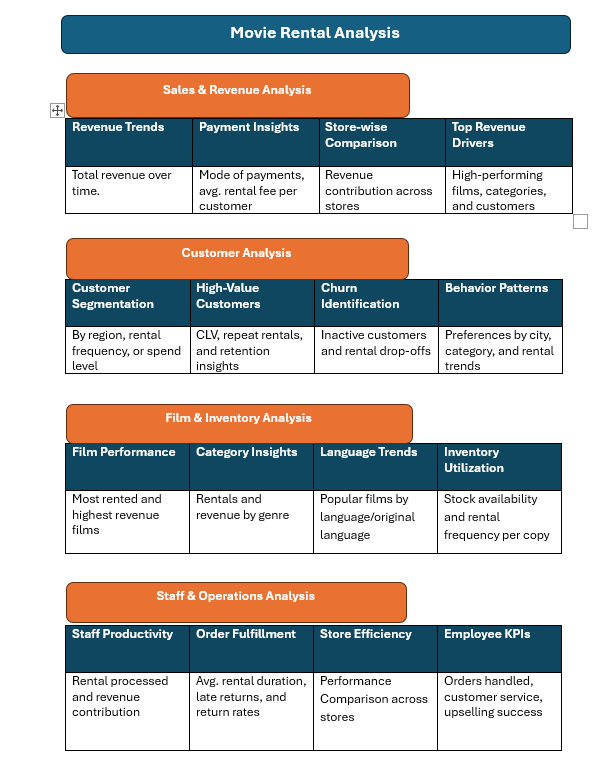 Movie Rental Analysis
Sales & Revenue Analysis
Revenue Trends
Payment Insights
Store-wise
Comparison
Top Revenue
Drivers
Total revenue over
time.
Mode of payments,
avg. rental fee per
customer
Revenue
contribution across
stores
High-performing
films, categories,
and customers
Customer Analysis
Customer
Segmentation
High-Value
Customers
Churn
Identification
Behavior Patterns
By region, rental
frequency, or spend
level
CLV, repeat rentals,
and retention
insights
Inactive customers
and rental drop-offs
Preferences by city,
category, and rental
trends
Film & Inventory Analysis
Film Performance
Category Insights
Language Trends
Inventory
Utilization
Most rented and
highest revenue
films
Rentals and
revenue by genre
Popular films by
language/original
language
Stock availability
and rental
frequency per copy
Staff & Operations Analysis
Staff Productivity
Order Fulfillment
Store Efficiency
Employee KPIs
Rental processed
and revenue
contribution
Avg. rental duration,
late returns, and
return rates
Performance
Comparison across
stores
Orders handled,
customer service,
upselling success